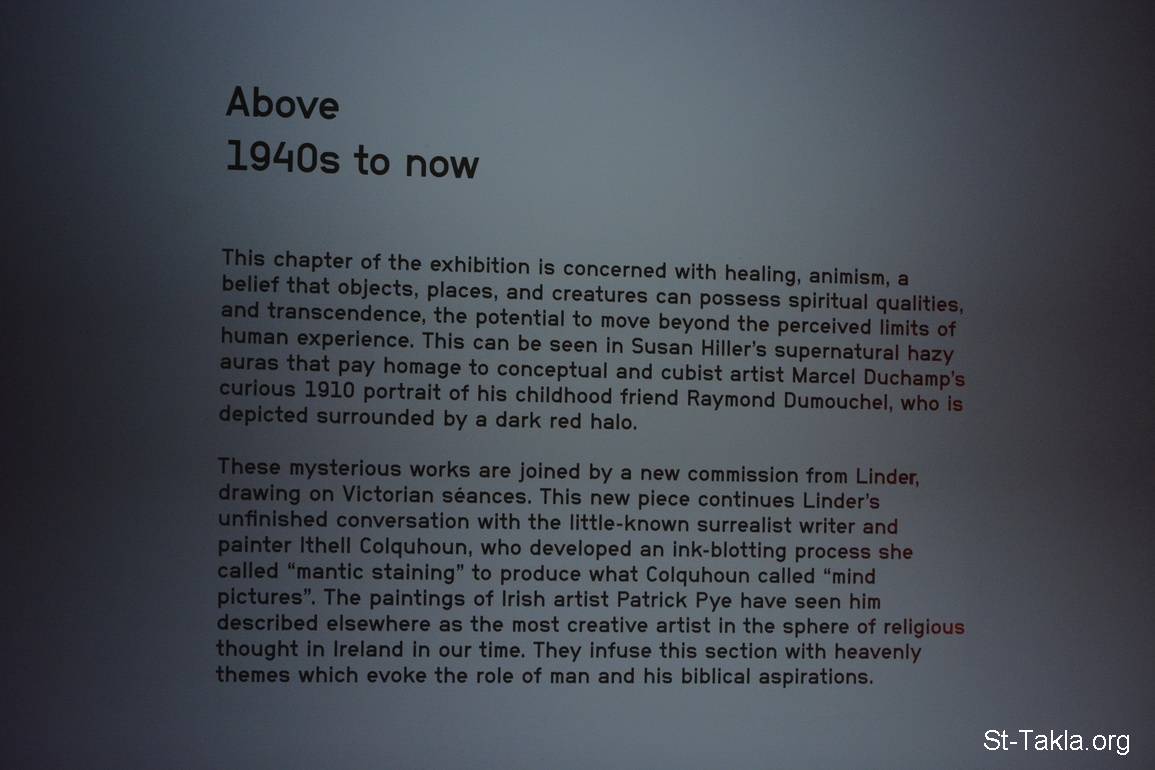 Above
1940s to now
This chapter of the exhibition is concerned with healing, animism, a
belief that objects, places, and creatures can possess spiritual qualities,
and transcendence, the potential to move beyond the perceived limits of
human experience. This can be seen in Susan Hiller's supernatural hazy
auras that pay homage to conceptual and cubist artist Marcel Duchamp's
curious 1910 portrait of his childhood friend Raymond Dumouchel, who is
depicted surrounded by a dark red halo.
These mysterious works are joined by a new commission from Linder,
drawing on Victorian séances. This new piece continues Linder's
unfinished conversation with the little-known surrealist writer and
painter Ithell Colquhoun, who developed an ink-blotting process she
called “mantic staining” to produce what Colquhoun called “mind
pictures”. The paintings of Irish artist Patrick Pye have seen him
described elsewhere as the most creative artist in the sphere of religious
thought in Ireland in our time. They infuse this section with heavenly
themes which evoke the role of man and his biblical aspirations.
St-Takla.org